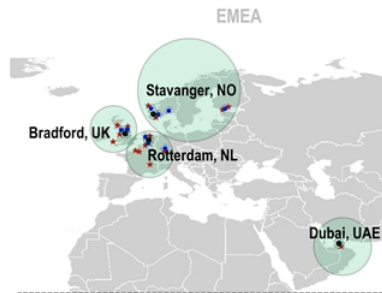 EMEA
Stavanger, NO
Bradford, UK
Rotterdam, NL
Dubai, UAE